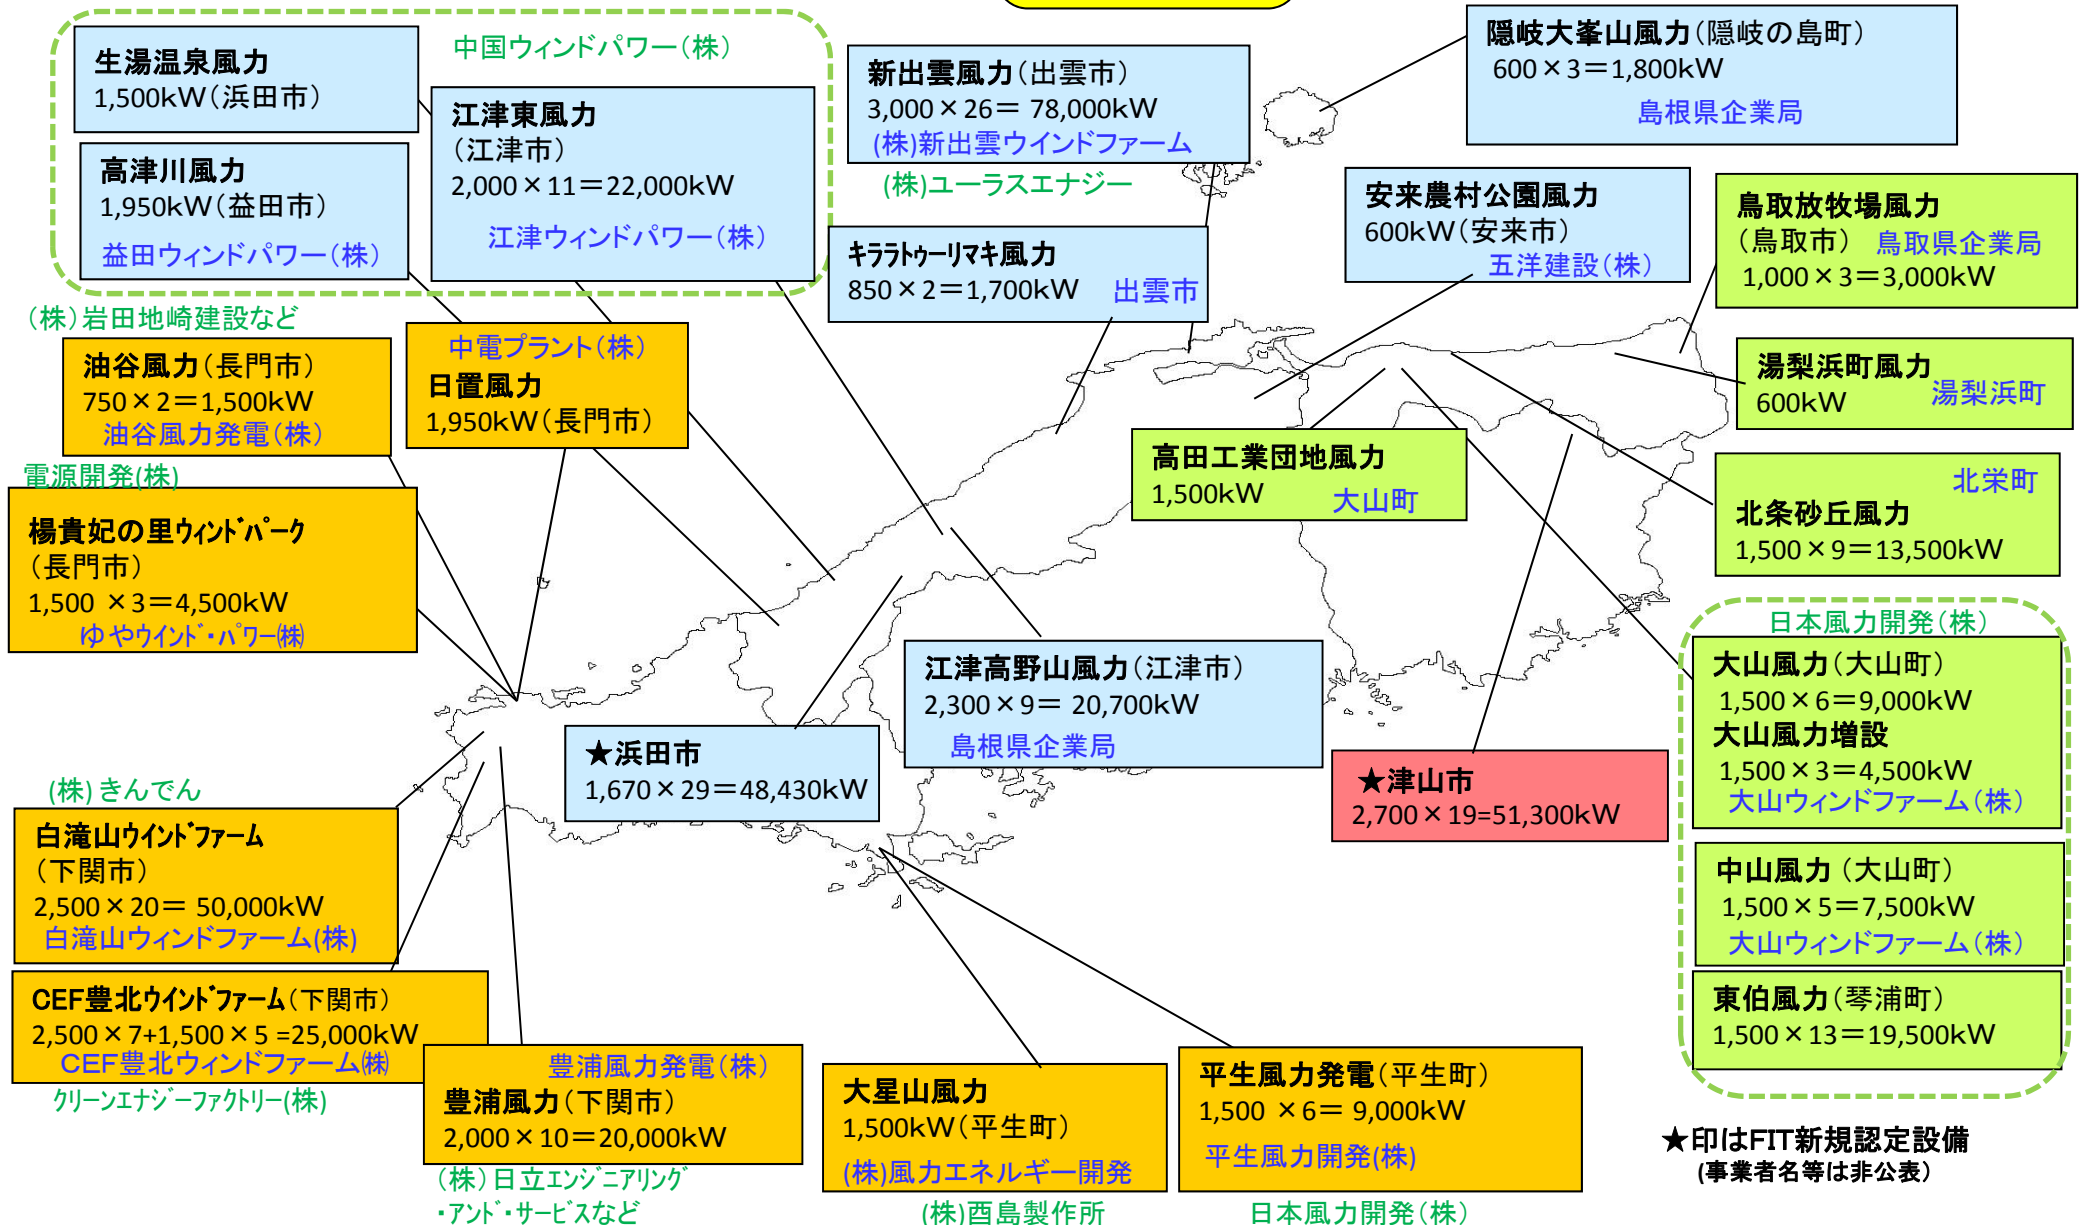 中国ウィンドパワー(株)
生湯温泉風力
1,500kW(浜田市)
高津川風力
1,950kW(益田市)
益田ウィンドパワー(株)
江津東風力
(江津市)
2,000×11=22,000kW
江津ウィンドパワー(株)
新出雲風力(出雲市)
3,000×26= 78,000kW
(株)新出雲ウインドファーム
(株)ユーラスエナジー
隠岐大峯山風力(隠岐の島町)
600×3=1,800kW
島根県企業局
キララトゥーリマキ風力
850×2=1,700kW 出雲市
安来農村公園風力
600kW(安来市)
五洋建設(株)
鳥取放牧場風力
(鳥取市) 鳥取県企業局
1,000×3=3,000kW
湯梨浜町風力
600kW 湯梨浜町
(株)岩田地崎建設など
油谷風力(長門市)
750×2=1,500kW
油谷風力発電(株)
中電プラント(株)
日置風力
1,950kW(長門市)
電源開発(株)
楊貴妃の里ウィンドパーク
(長門市)
1,500 ×3=4,500kW
ゆやウインド・パワー㈱
高田工業団地風力
1,500kW 大山町
北栄町
北条砂丘風力
1,500×9=13,500kW
日本風力開発(株)
大山風力(大山町)
1,500×6=9,000kW
大山風力増設
1,500×3=4,500kW
大山ウィンドファーム(株)
中山風力(大山町)
1,500×5=7,500kW
大山ウィンドファーム(株)
東伯風力(琴浦町)
1,500×13=19,500kW
江津高野山風力(江津市)
2,300×9= 20,700kW
島根県企業局
★浜田市
1,670×29=48,430kW
★津山市
2,700×19=51,300kW
(株)きんでん
白滝山ウインドファーム
(下関市)
2,500×20= 50,000kW
白滝山ウィンドファーム(株)
CEF豊北ウインドファーム(下関市)
2,500×7+1,500×5 =25,000kW
CEF豊北ウィンドファーム㈱
クリーンエナジーファクトリー(株)
豊浦風力発電(株)
豊浦風力(下関市)
2,000×10=20,000kW
(株)日立エンジニアリング
・アンド・サービスなど
大星山風力
1,500kW(平生町)
(株)風力エネルギー開発
(株)酉島製作所
平生風力発電(平生町)
1,500 ×6= 9,000kW
平生風力開発(株)
日本風力開発(株)
★印はFIT新規認定設備
(事業者名等は非公表)